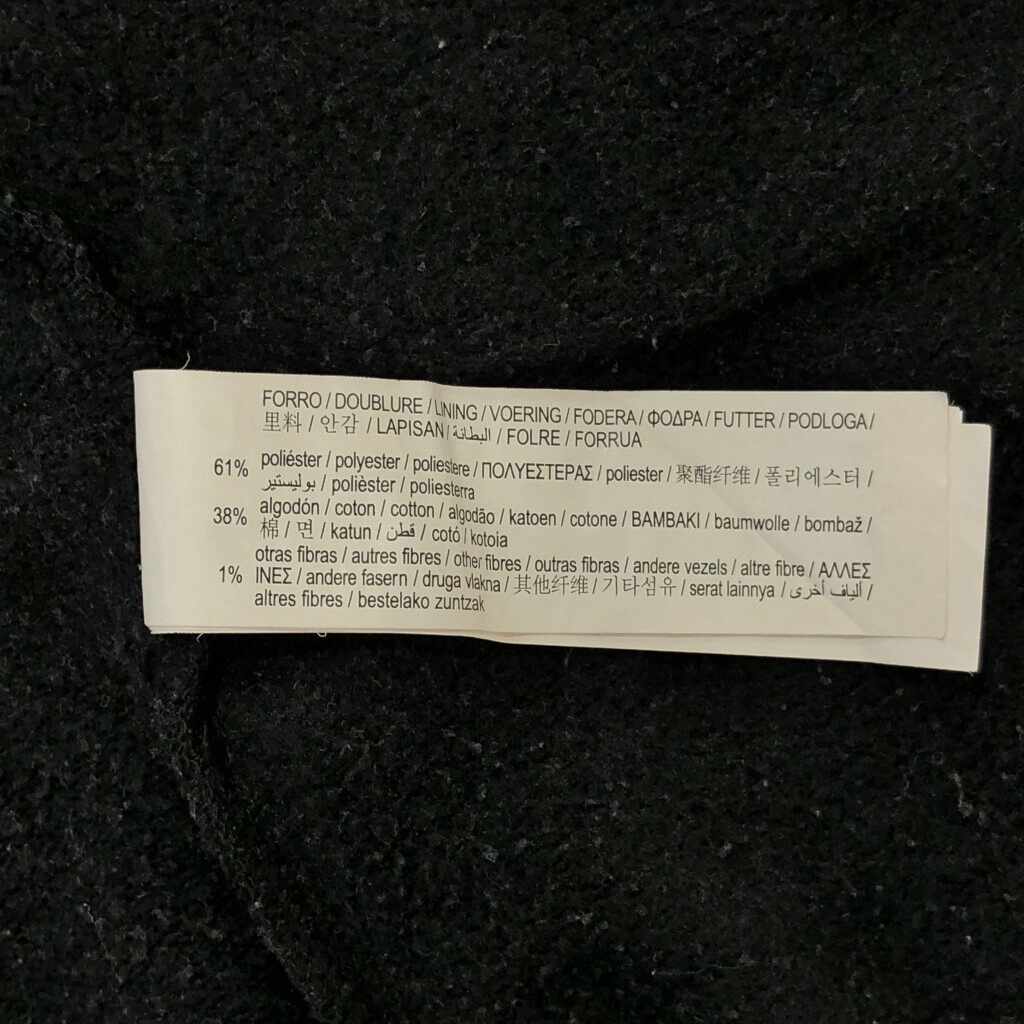 FORRO / DOUBLURE / LINING / VOERING / FODERA / ΦΟΔΡΑ / FUTTER / PODLOGA /
里料 / 안감 / LAPISAN / البطانة / FOLRE / FORRUA
61% poliéster / polyester / poliestere / ΠΟΛΥΕΣΤΕΡΑΣ / poliester / 聚酯纤维 / 폴리에스터 /
بوليستير / polièster / poliesterra
38% algodón / coton / cotton / algodão / katoen / cotone / BAMBAKI / baumwolle / bombaž /
棉 / 면 / katun / قطن / cotó / kotoia
otras fibras / autres fibres / other fibres / outras fibras / andere vezels / altre fibre / ΑΛΛΕΣ
1% ΙΝΕΣ / andere fasern / druga vlakna / 其他纤维 / 기타섬유 / serat lainnya / ألياف أخرى /
altres fibres / bestelako zuntzak